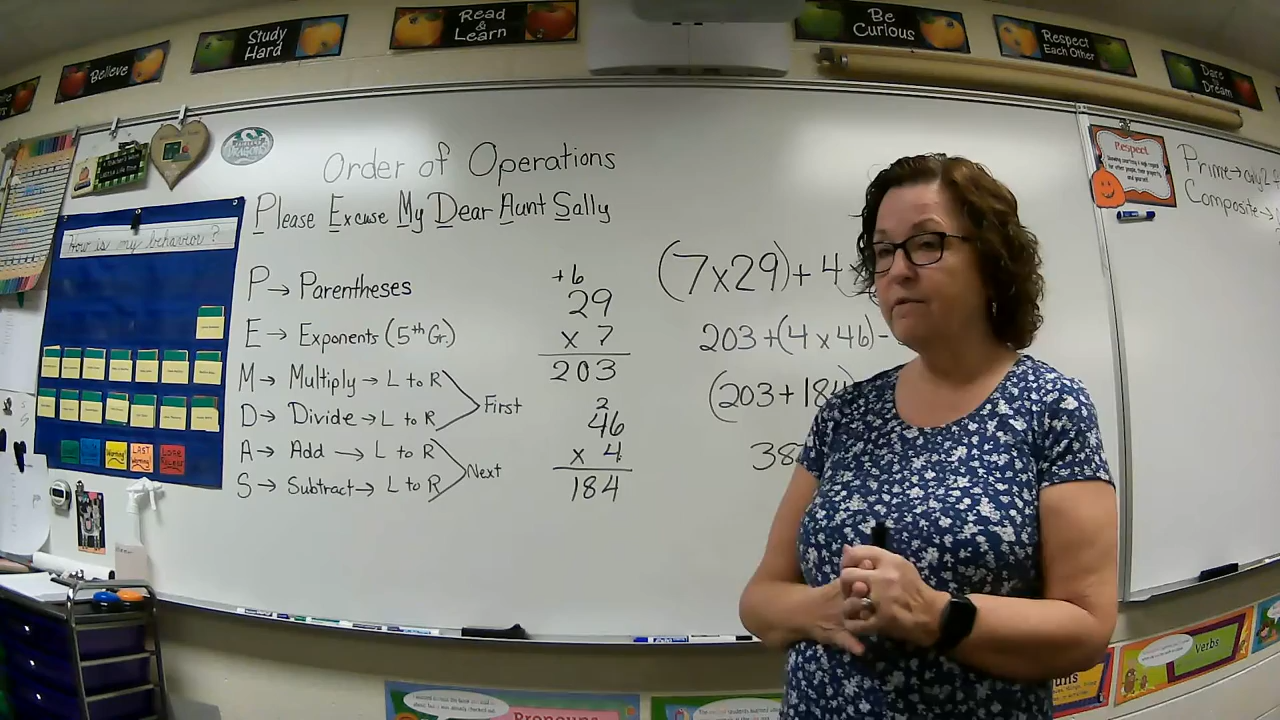 Believe
Study
Hard
Read
&
Learn
Be
Curious
Respect
Each Other
Dare
to
Dream
DRAGONS
Order of Operations
Please Excuse My Dear Aunt Sally
How is my behavior?
P→ Parentheses
E→ Exponents (5th Gr.)
M→ Multiply→ L to R
D→ Divide→L to R
First
A→ Add → L to R
S→ Subtract→ L to R
Next
+6
29
x 7
203
2
46
x 4
184
(7x29)+ 4
203 +(4 x 46)-
(203+184
38
Respect
Prime→ only 2
Composite→
Warning
LAST
Warning
LOSE
RECESS
Pronouns
Verbs